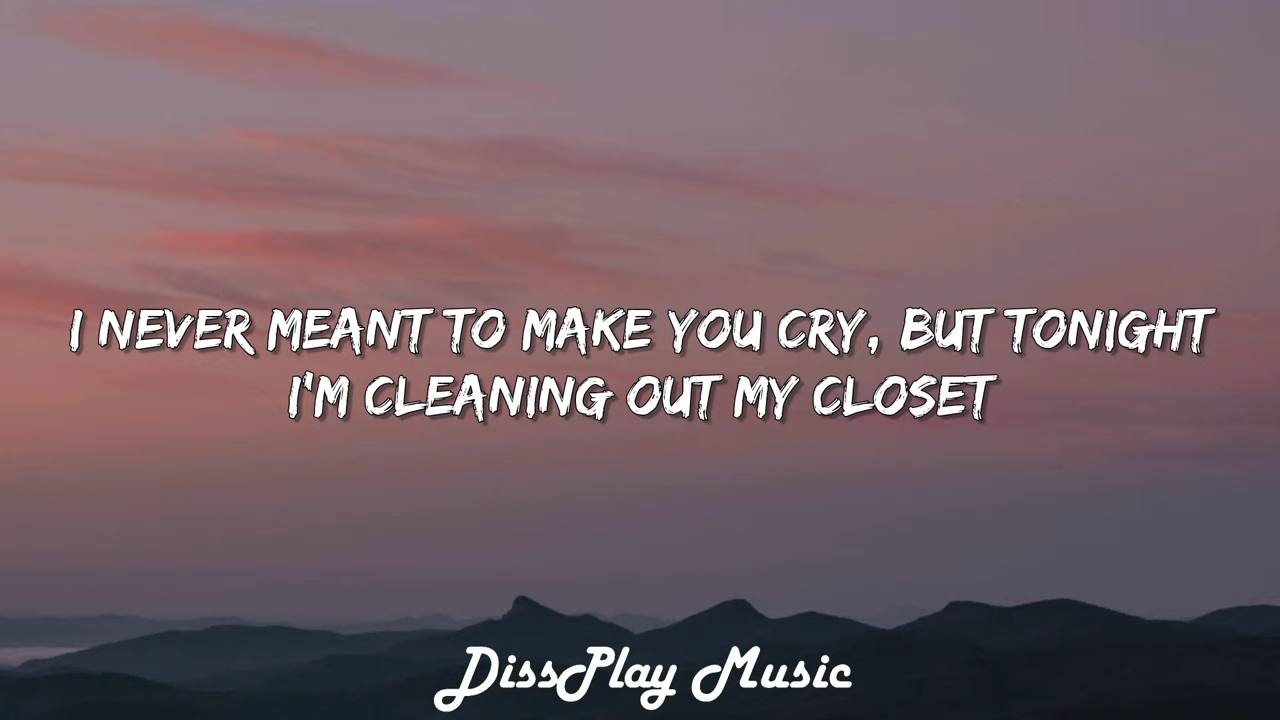 I NEVER MEANT TO MAKE YOU CRY, BUT TONIGHT
I'M CLEANING OUT MY CLOSET
DissPlay Music